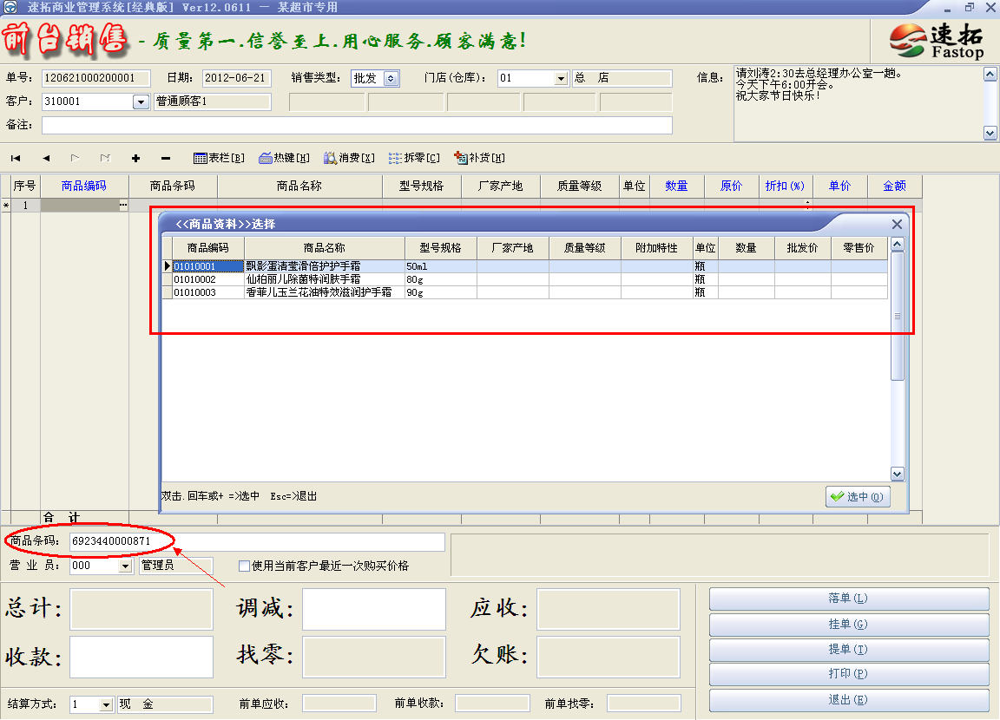 速拓商业管理系统[经典版] Ver12.0611 — 某超市专用
前台销售 - 质量第一.信誉至上.用心服务.顾客满意!
速拓 Fastop
单号: 120621000200001 日期: 2012-06-21 销售类型: 批发 门店(仓库): 01 总 店
客户: 310001 普通顾客1
备注:
信息: 请刘涛2:30去总经理办公室一趟。
今天下午6:00开会。
祝大家节日快乐!
表栏[B] 热键[H] 消费[X] 拆零[C] 补货[M]
序号 商品编码 商品条码 商品名称 型号规格 厂家产地 质量等级 单位 数量 原价 折扣(%) 单价 金额
* 1 ...
<<商品资料>>选择
商品编码 商品名称 型号规格 厂家产地 质量等级 附加特性 单位 数量 批发价 零售价
01010001 飘影蛋清莹滑倍护护手霜 50ml 瓶
01010002 仙柏丽儿除菌特润肤手霜 80g 瓶
01010003 香菲儿玉兰花油特效滋润护手霜 90g 瓶
双击.回车或+ =>选中 Esc=>退出 选中(O)
合 计
商品条码: 6923440000871
营 业 员: 000 管理员 使用当前客户最近一次购买价格
总计: 调减: 应收:
收款: 找零: 欠账:
结算方式: 1 现 金 前单应收: 前单收款: 前单找零:
落单(L)
挂单(G)
提单(T)
打印(P)
退出(E)